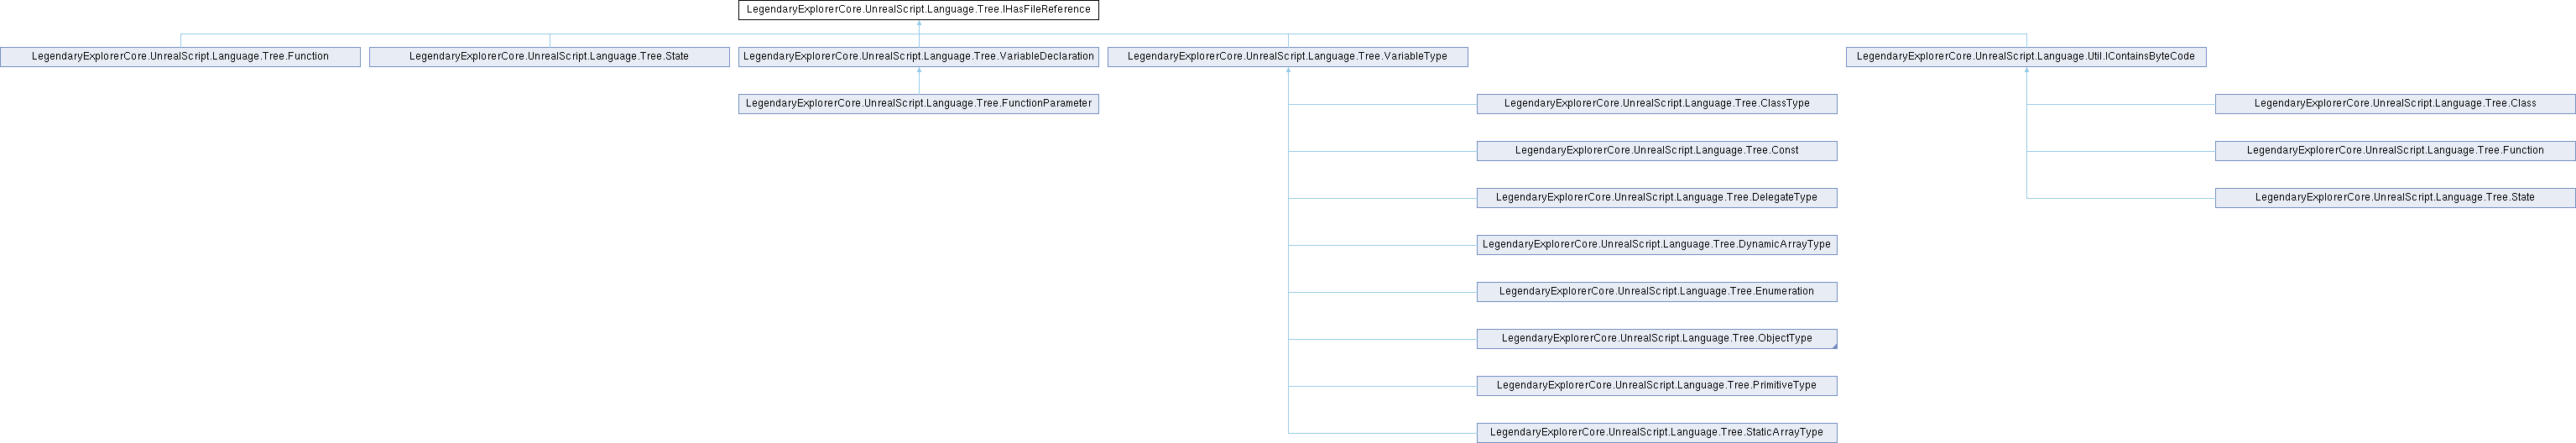 LegendaryExplorerCore.UnrealScript.Language.Tree.IHasFileReference
LegendaryExplorerCore.UnrealScript.Language.Tree.Function
LegendaryExplorerCore.UnrealScript.Language.Tree.State
LegendaryExplorerCore.UnrealScript.Language.Tree.VariableDeclaration
LegendaryExplorerCore.UnrealScript.Language.Tree.VariableType
LegendaryExplorerCore.UnrealScript.Language.Util.IContainsByteCode
LegendaryExplorerCore.UnrealScript.Language.Tree.FunctionParameter
LegendaryExplorerCore.UnrealScript.Language.Tree.ClassType
LegendaryExplorerCore.UnrealScript.Language.Tree.Class
LegendaryExplorerCore.UnrealScript.Language.Tree.Const
LegendaryExplorerCore.UnrealScript.Language.Tree.Function
LegendaryExplorerCore.UnrealScript.Language.Tree.DelegateType
LegendaryExplorerCore.UnrealScript.Language.Tree.State
LegendaryExplorerCore.UnrealScript.Language.Tree.DynamicArrayType
LegendaryExplorerCore.UnrealScript.Language.Tree.Enumeration
LegendaryExplorerCore.UnrealScript.Language.Tree.ObjectType
LegendaryExplorerCore.UnrealScript.Language.Tree.PrimitiveType
LegendaryExplorerCore.UnrealScript.Language.Tree.StaticArrayType